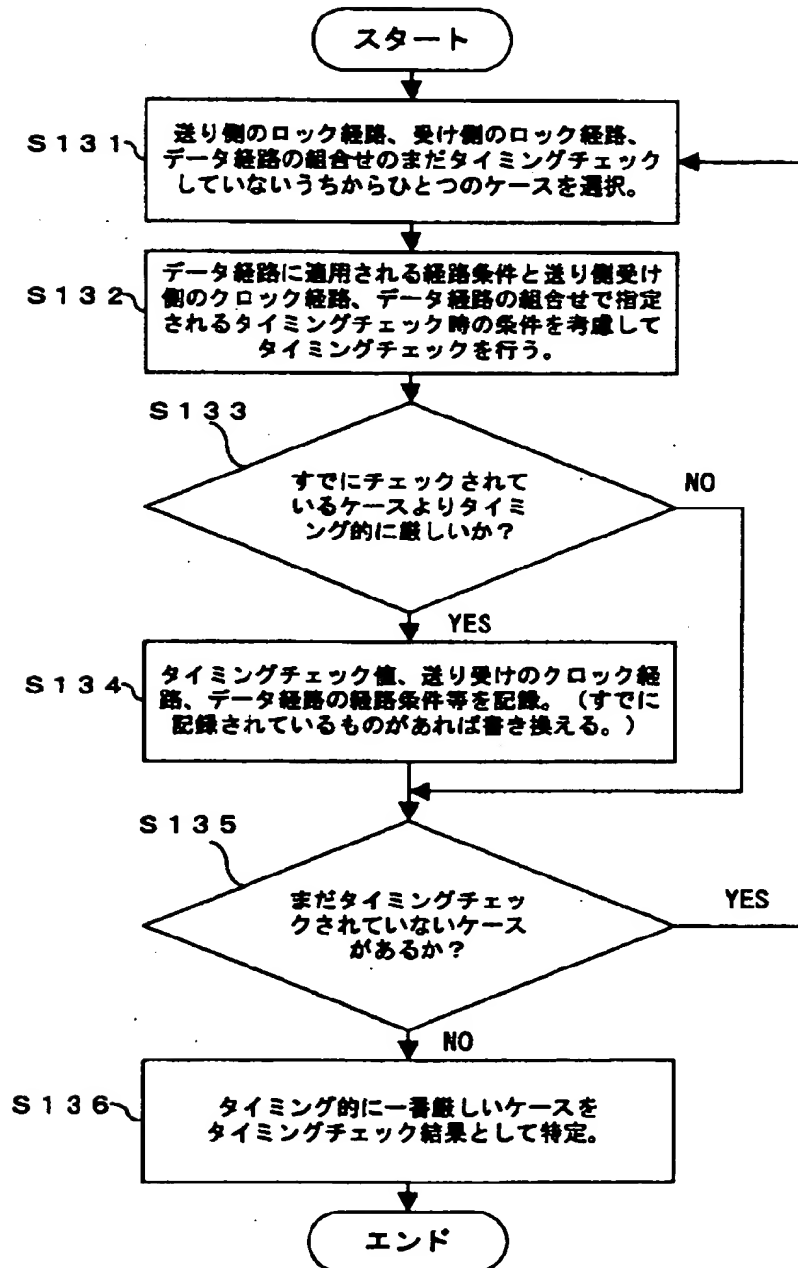 スタート
S131
送り側のロック経路、受け側のロック経路、
データ経路の組合せのまだタイミングチェック
していないうちからひとつのケースを選択。
S132
データ経路に適用される経路条件と送り側受け
側のクロック経路、データ経路の組合せで指定
されるタイミングチェック時の条件を考慮して
タイミングチェックを行う。
S133
すでにチェックされて
いるケースよりタイミ
ング的に厳しいか?
NO
YES
S134
タイミングチェック値、送り受けのクロック経
路、データ経路の経路条件等を記録。(すでに
記録されているものがあれば書き換える。)
S135
まだタイミングチェッ
クされていないケース
があるか?
YES
NO
S136
タイミング的に一番厳しいケースを
タイミングチェック結果として特定。
エンド